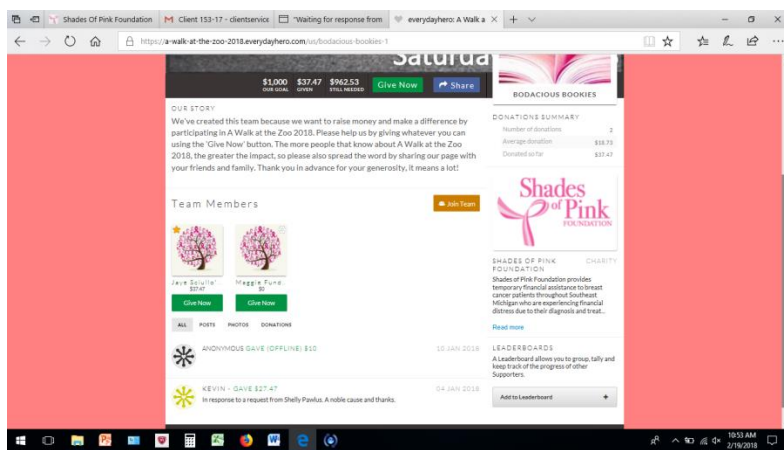 Shades Of Pink Foundation
Client 153-17 - clientservice
"Waiting for response from
everydayhero: A Walk a
https://a-walk-at-the-zoo-2018.everydayhero.com/us/bodacious-bookies-1
Saturda
$1,000 $37.47 $962.53
OUR GOAL GIVEN STILL NEEDED
Give Now
Share
BODACIOUS BOOKIES
OUR STORY
We've created this team because we want to raise money and make a difference by
participating in A Walk at the Zoo 2018. Please help us by giving whatever you can
using the 'Give Now' button. The more people that know about A Walk at the Zoo
2018, the greater the impact, so please also spread the word by sharing our page with
your friends and family. Thank you in advance for your generosity, it means a lot!
DONATIONS SUMMARY
Number of donations 2
Average donation $18.73
Donated so far $37.47
Team Members
Join Team
Jaye Sciullo'..
$37.47
Give Now
Maggie Fund..
$0
Give Now
ALL POSTS PHOTOS DONATIONS
ANONYMOUS GAVE (OFFLINE) $10
10 JAN 2018
KEVIN - GAVE $27.47
04 JAN 2018
In response to a request from Shelly Pawlus. A noble cause and thanks.
Shades
of Pink
FOUNDATION
SHADES OF PINK CHARITY
FOUNDATION
Shades of Pink Foundation provides
temporary financial assistance to breast
cancer patients throughout Southeast
Michigan who are experiencing financial
distress due to their diagnosis and treat...
Read more
LEADERBOARDS
A Leaderboard allows you to group, tally and
keep track of the progress of other
Supporters.
Add to Leaderboard +
10:53 AM
2/19/2018